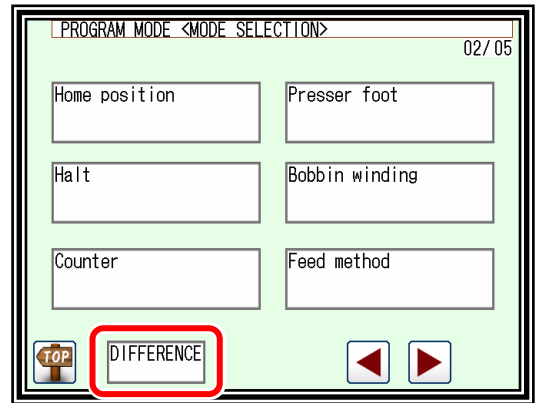 PROGRAM MODE <MODE SELECTION>
02/05
Home position
Presser foot
Halt
Bobbin winding
Counter
Feed method
TOP
DIFFERENCE